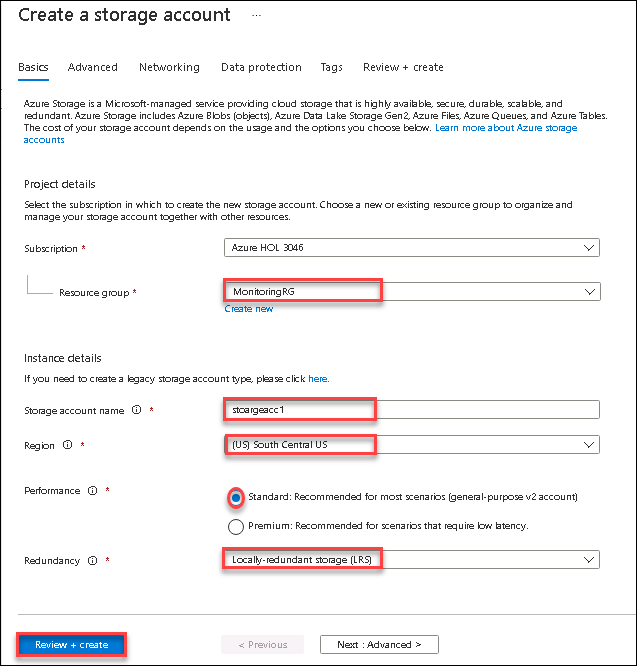 Create a storage account ...
Basics Advanced Networking Data protection Tags Review + create
Azure Storage is a Microsoft-managed service providing cloud storage that is highly available, secure, durable, scalable, and
redundant. Azure Storage includes Azure Blobs (objects), Azure Data Lake Storage Gen2, Azure Files, Azure Queues, and Azure Tables.
The cost of your storage account depends on the usage and the options you choose below. Learn more about Azure storage
accounts
Project details
Select the subscription in which to create the new storage account. Choose a new or existing resource group to organize and
manage your storage account together with other resources.
Subscription * Azure HOL 3046
Resource group * MonitoringRG
Create new
Instance details
If you need to create a legacy storage account type, please click here.
Storage account name * stoargeacc1
Region * (US) South Central US
Performance * Standard: Recommended for most scenarios (general-purpose v2 account)
Premium: Recommended for scenarios that require low latency.
Redundancy * Locally-redundant storage (LRS)
Review + create < Previous Next : Advanced >